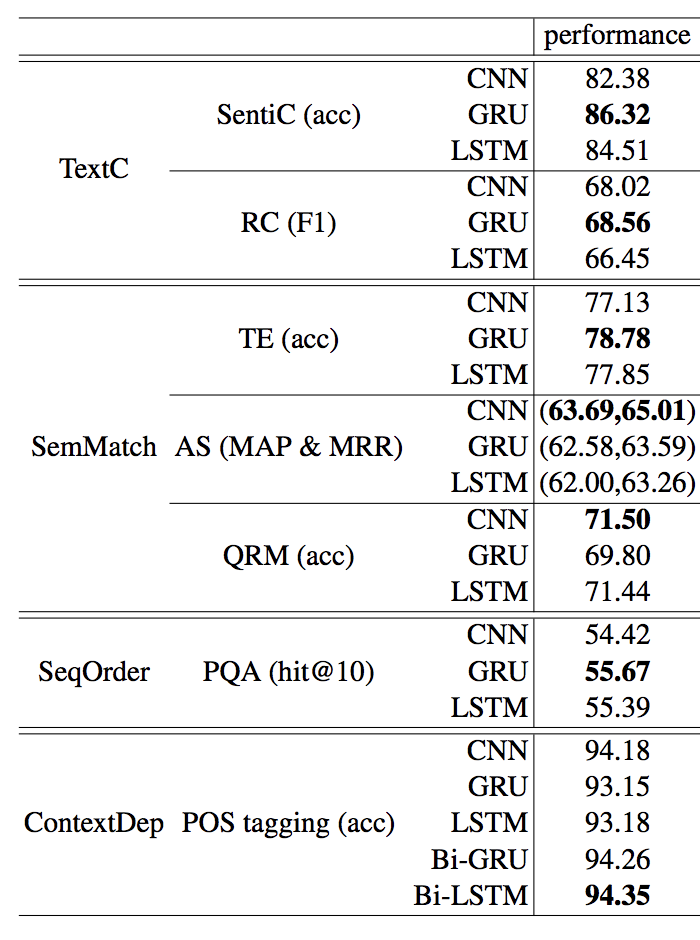 performance
CNN 82.38
SentiC (acc) GRU 86.32
LSTM 84.51
TextC
CNN 68.02
RC (F1) GRU 68.56
LSTM 66.45
CNN 77.13
TE (acc) GRU 78.78
LSTM 77.85
CNN (63.69,65.01)
SemMatch AS (MAP & MRR) GRU (62.58,63.59)
LSTM (62.00,63.26)
CNN 71.50
QRM (acc) GRU 69.80
LSTM 71.44
CNN 54.42
SeqOrder PQA (hit@10) GRU 55.67
LSTM 55.39
CNN 94.18
GRU 93.15
ContextDep POS tagging (acc) LSTM 93.18
Bi-GRU 94.26
Bi-LSTM 94.35